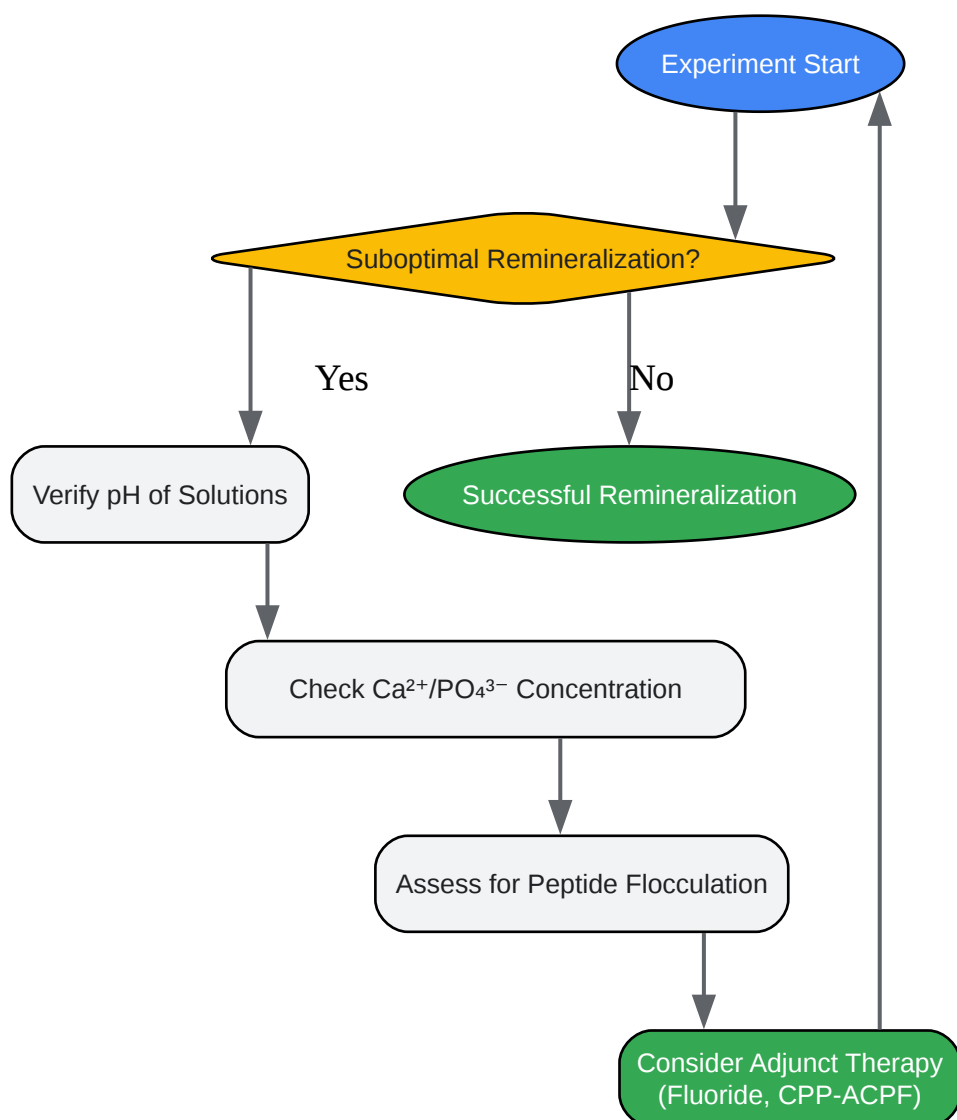 Experiment Start
Suboptimal Remineralization?
Yes
No
Verify pH of Solutions
Successful Remineralization
Check Ca²⁺/PO₄³⁻ Concentration
Assess for Peptide Flocculation
Consider Adjunct Therapy
(Fluoride, CPP-ACPF)